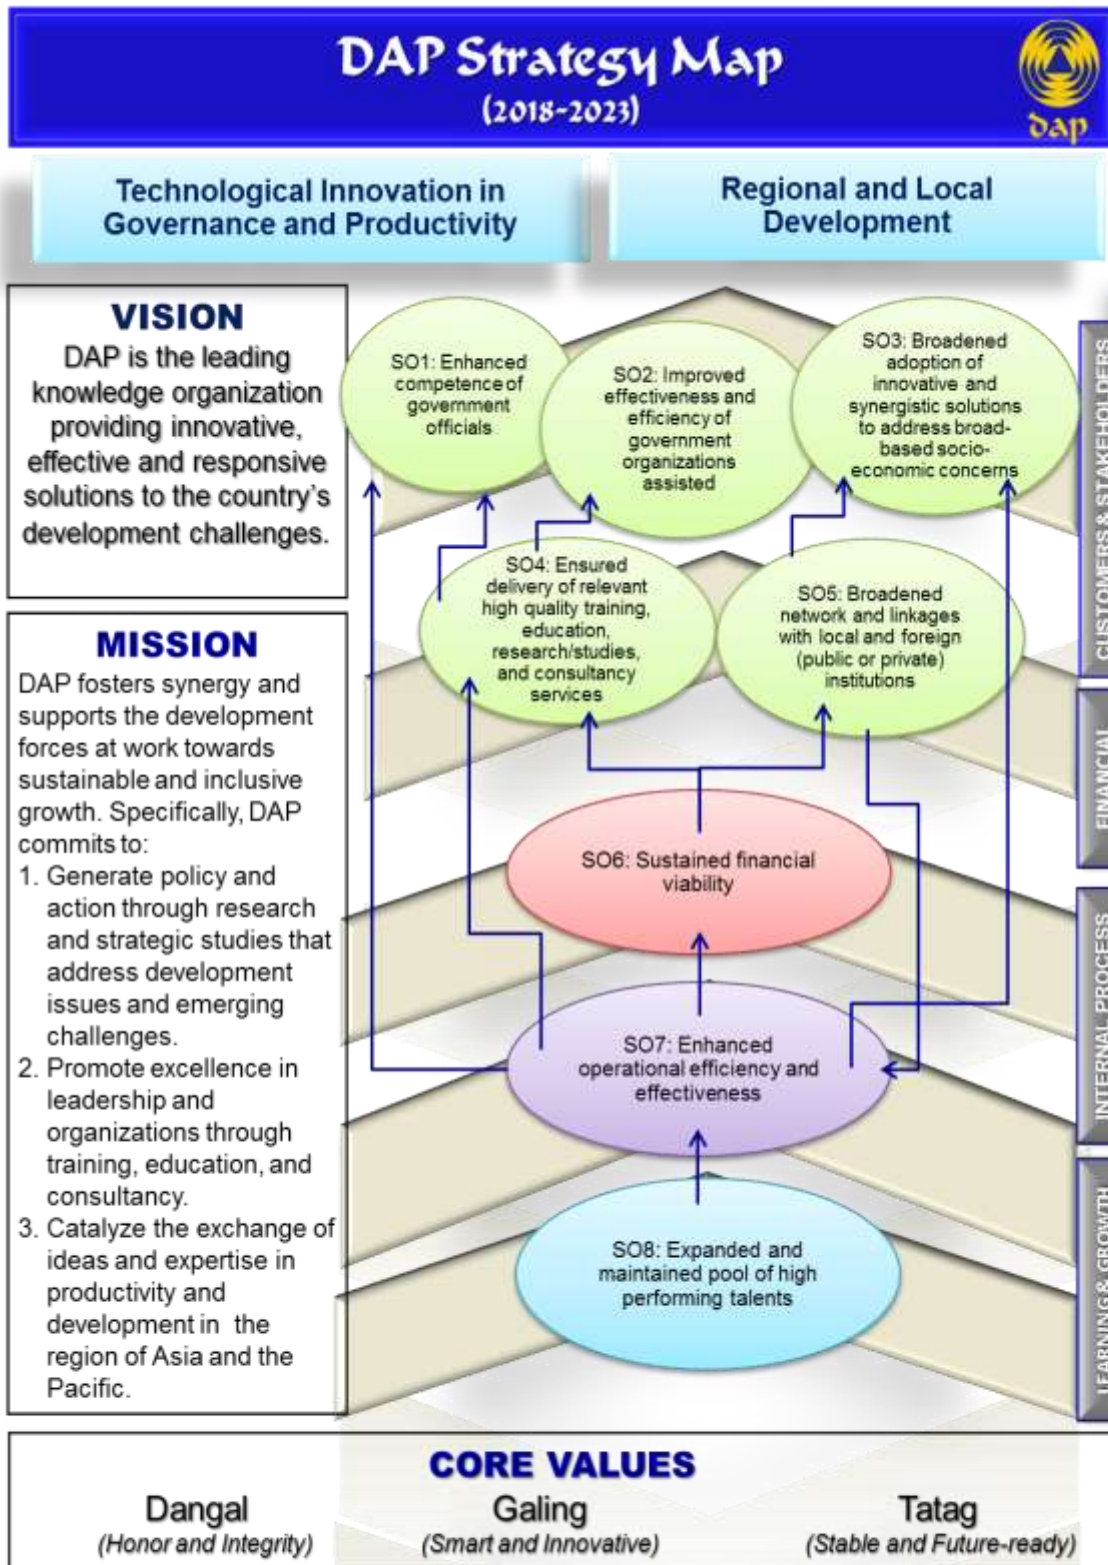 DAP Strategy Map
(2018-2023)
dap
Technological Innovation in
Governance and Productivity
Regional and Local
Development
VISION
DAP is the leading
knowledge organization
providing innovative,
effective and responsive
solutions to the country's
development challenges.
MISSION
DAP fosters synergy and
supports the development
forces at work towards
sustainable and inclusive
growth. Specifically, DAP
commits to:
1. Generate policy and
action through research
and strategic studies that
address development
issues and emerging
challenges.
2. Promote excellence in
leadership and
organizations through
training, education, and
consultancy.
3. Catalyze the exchange of
ideas and expertise in
productivity and
development in the
region of Asia and the
Pacific.
SO1: Enhanced
competence of
government
officials
SO2: Improved
effectiveness and
efficiency of
government
organizations
assisted
SO3: Broadened
adoption of
innovative and
synergistic solutions
to address broad-
based socio-
economic concerns
SO4: Ensured
delivery of relevant
high quality training,
education,
research/studies,
and consultancy
services
SO5: Broadened
network and linkages
with local and foreign
(public or private)
institutions
SO6: Sustained financial
viability
SO7: Enhanced
operational efficiency and
effectiveness
SO8: Expanded and
maintained pool of high
performing talents
CUSTOMERS & STAKEHOLDERS
FINANCIAL
INTERNAL PROCESS
LEARNING & GROWTH
CORE VALUES
Dangal
(Honor and Integrity)
Galing
(Smart and Innovative)
Tatag
(Stable and Future-ready)